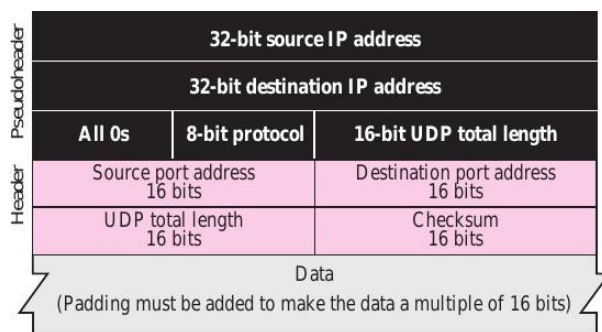 Pseudoheader
32-bit source IP address
32-bit destination IP address
All 0s 8-bit protocol 16-bit UDP total length
Header
Source port address Destination port address
16 bits 16 bits
UDP total length Checksum
16 bits 16 bits
Data
(Padding must be added to make the data a multiple of 16 bits)